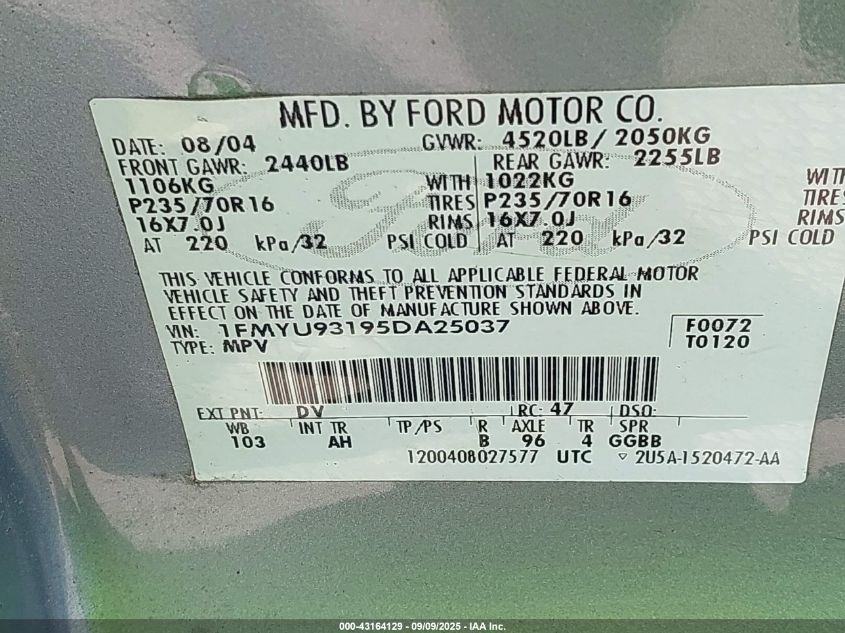 MFD. BY FORD MOTOR CO.
DATE: 08/04 GVWR: 4520LB/ 2050KG
FRONT GAWR: 2440LB REAR GAWR: 2255LB
1106KG WITH 1022KG WITH
P235/70R16 TIRES P235/70R16 TIRES
16X7.0J RIMS 16X7.0J RIMS
AT 220 kPa/32 PSI COLD AT 220 kPa/32 PSI COLD
Ford
THIS VEHICLE CONFORMS TO ALL APPLICABLE FEDERAL MOTOR
VEHICLE SAFETY AND THEFT PREVENTION STANDARDS IN
EFFECT ON THE DATE OF MANUFACTURE SHOWN ABOVE.
VIN: 1FMYU93195DA25037 F0072
TYPE: MPV T0120
EXT PNT: DV RC: 47 DSO:
WB INT TR TP/PS R AXLE TR SPR
103 AH B 96 4 GGBB
1200408027577 UTC ▽ 2U5A-1520472-AA
000-43164129 - 09/09/2025 - IAA Inc.